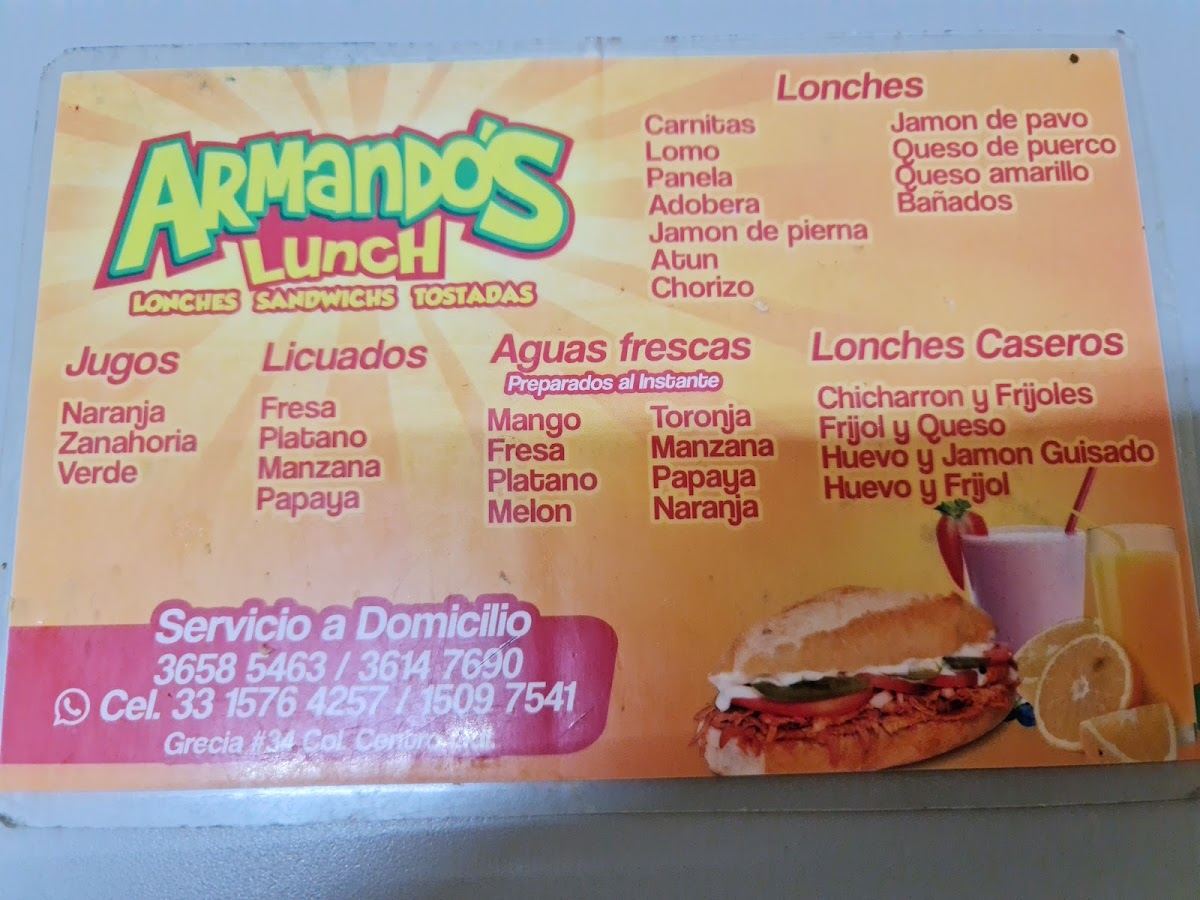 ARMANDO'S
LUNCH
LONCHES SANDWICHS TOSTADAS
Lonches
Carnitas
Lomo
Panela
Adobera
Jamon de pierna
Atun
Chorizo
Jamon de pavo
Queso de puerco
Queso amarillo
Bañados
Jugos
Naranja
Zanahoria
Verde
Licuados
Fresa
Platano
Manzana
Papaya
Aguas frescas
Preparados al Instante
Mango
Fresa
Platano
Melon
Toronja
Manzana
Papaya
Naranja
Lonches Caseros
Chicharron y Frijoles
Frijol y Queso
Huevo y Jamon Guisado
Huevo y Frijol
Servicio a Domicilio
3658 5463 / 3614 7690
Cel. 33 1576 4257 / 1509 7541
Grecia #34 Col. Centro